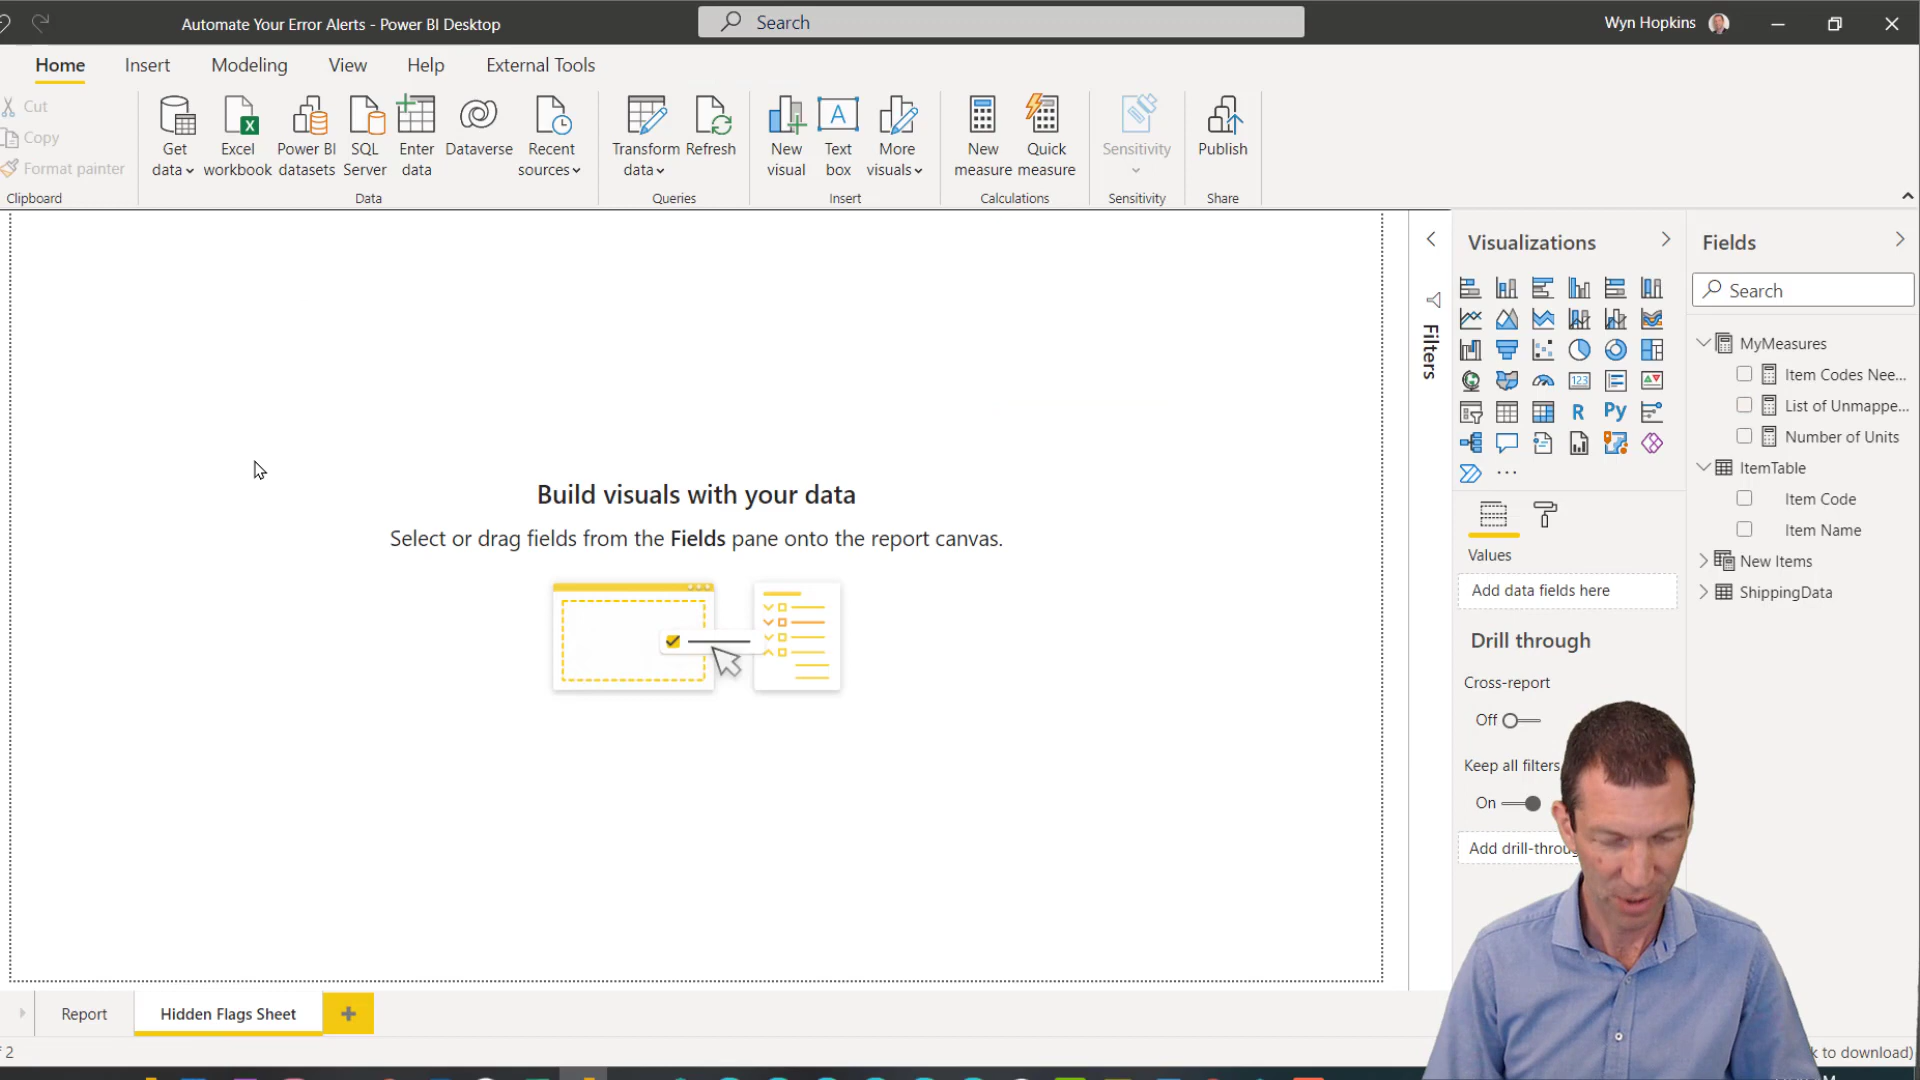 Automate Your Error Alerts - Power BI Desktop
Search
Wyn Hopkins
Home
Insert
Modeling
View
Help
External Tools
Cut
Copy
Format painter
Clipboard
Get data
Excel workbook
Power BI datasets
SQL Server
Enter data
Dataverse
Recent sources
Data
Transform data
Refresh
Queries
New visual
Text box
More visuals
Insert
New measure
Quick measure
Calculations
Sensitivity
Sensitivity
Publish
Share
Build visuals with your data
Select or drag fields from the Fields pane onto the report canvas.
Filters
Visualizations
123
R
Py
Values
Add data fields here
Drill through
Cross-report
Off
Keep all filters
On
Add drill-throu
Fields
Search
MyMeasures
Item Codes Nee...
List of Unmappe...
Number of Units
ItemTable
Item Code
Item Name
New Items
ShippingData
Report
Hidden Flags Sheet
2
k to download)